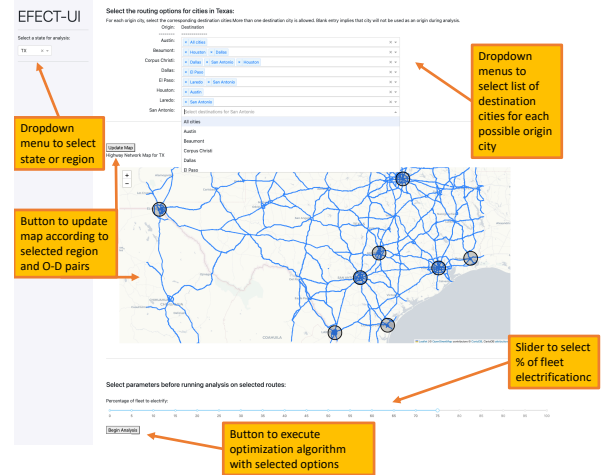 EFECT-UI
Select a state for analysis:
TX
Select the routing options for cities in Texas:
For each origin city, select the corresponding destination cities More than one destination city is allowed. Blank entry implies that city will not be used as an origin during analysis.
Origin: Destination
Austin: × All cities
Beaumont: × Houston × Dallas
Corpus Christi: × Dallas × San Antonio × Houston
Dallas: × El Paso
El Paso: × Laredo × San Antonio
Houston: × Austin
Laredo: × San Antonio
San Antonio: Select destinations for San Antonio
All cities
Austin
Beaumont
Corpus Christi
Dallas
El Paso
Update Map
Highway Network Map for TX
+
−
COAHUILA
Dropdown
menu to select
state or region
Button to update
map according to
selected region
and O-D pairs
Dropdown
menus to
select list of
destination
cities for each
possible origin
city
Slider to select
% of fleet
electrificationc
Select parameters before running analysis on selected routes:
Percentage of fleet to electrify:
0 5 10 15 20 25 30 35 40 45 50 55 60 65 70 75 80 85 90 95 100
Begin Analysis
Button to execute
optimization algorithm
with selected options